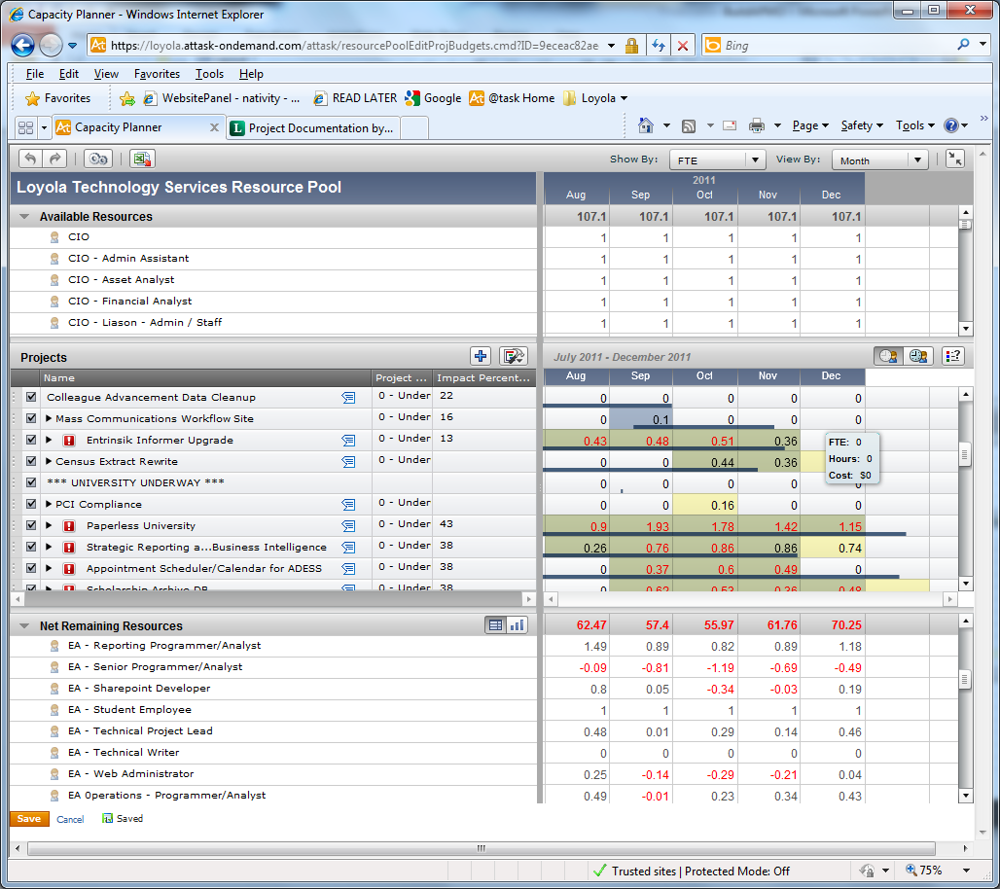 Capacity Planner - Windows Internet Explorer
https://loyola.attask-ondemand.com/attask/resourcePoolEditProjBudgets.cmd?ID=9eceac82ae
Bing
File Edit View Favorites Tools Help
Favorites WebsitePanel - nativity - ... READ LATER Google @task Home Loyola
Capacity Planner Project Documentation by... Page Safety Tools
Show By: FTE View By: Month
Loyola Technology Services Resource Pool
2011
Aug Sep Oct Nov Dec
Available Resources 107.1 107.1 107.1 107.1 107.1
CIO 1 1 1 1 1
CIO - Admin Assistant 1 1 1 1 1
CIO - Asset Analyst 1 1 1 1 1
CIO - Financial Analyst 1 1 1 1 1
CIO - Liason - Admin / Staff 1 1 1 1 1
Projects July 2011 - December 2011
Name Project ... Impact Percent... Aug Sep Oct Nov Dec
Colleague Advancement Data Cleanup 0 - Under 22 0 0 0 0 0
Mass Communications Workflow Site 0 - Under 16 0 0.1 0 0 0
Entrinsik Informer Upgrade 0 - Under 13 0.43 0.48 0.51 0.36
FTE: 0
Hours: 0
Cost: $0
Census Extract Rewrite 0 - Under 0 0 0.44 0.36
*** UNIVERSITY UNDERWAY *** 0 0 0 0 0
PCI Compliance 0 - Under 0 0 0.16 0 0
Paperless University 0 - Under 43 0.9 1.93 1.78 1.42 1.15
Strategic Reporting a...Business Intelligence 0 - Under 38 0.26 0.76 0.86 0.86 0.74
Appointment Scheduler/Calendar for ADESS 0 - Under 38 0 0.37 0.6 0.49 0
Scholarship Archive DB 0 - Under 38 0 0.62 0.53 0.36 0.48
Net Remaining Resources 62.47 57.4 55.97 61.76 70.25
EA - Reporting Programmer/Analyst 1.49 0.89 0.82 0.89 1.18
EA - Senior Programmer/Analyst -0.09 -0.81 -1.19 -0.69 -0.49
EA - Sharepoint Developer 0.8 0.05 -0.34 -0.03 0.19
EA - Student Employee 1 1 1 1 1
EA - Technical Project Lead 0.48 0.01 0.29 0.14 0.46
EA - Technical Writer 0 0 0 0 0
EA - Web Administrator 0.25 -0.14 -0.29 -0.21 0.04
EA Operations - Programmer/Analyst 0.49 -0.01 0.23 0.34 0.43
Save Cancel Saved
Trusted sites | Protected Mode: Off 75%